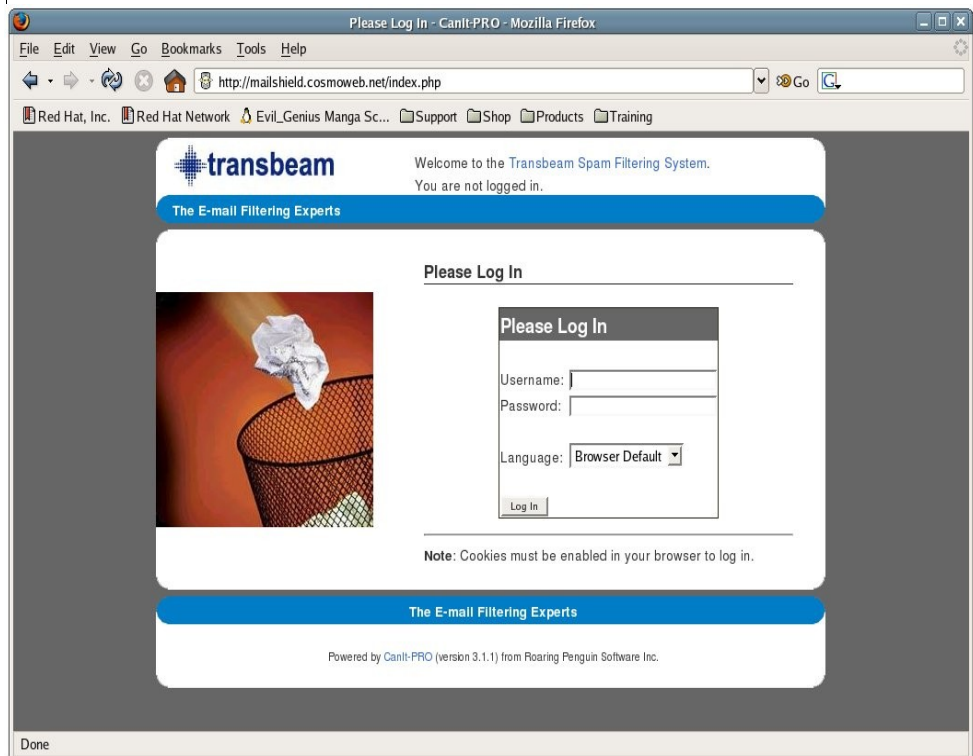 Please Log In - CanIt-PRO - Mozilla Firefox
File Edit View Go Bookmarks Tools Help
http://mailshield.cosmoweb.net/index.php
Go
G
Red Hat, Inc. Red Hat Network Evil_Genius Manga Sc... Support Shop Products Training
transbeam
Welcome to the Transbeam Spam Filtering System.
You are not logged in.
The E-mail Filtering Experts
Please Log In
Please Log In
Username:
Password:
Language: Browser Default
Log In
Note: Cookies must be enabled in your browser to log in.
The E-mail Filtering Experts
Powered by CanIt-PRO (version 3.1.1) from Roaring Penguin Software Inc.
Done